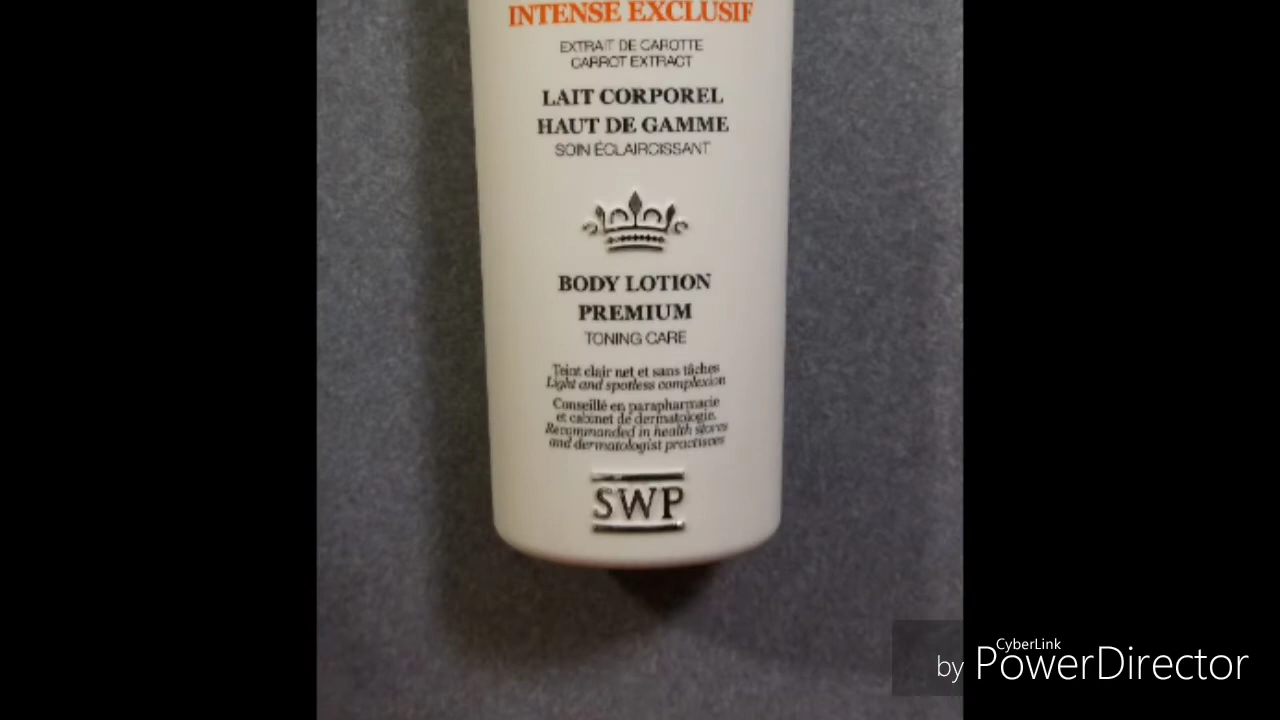 INTENSE EXCLUSIF
EXTRAIT DE CAROTTE
CARROT EXTRACT
LAIT CORPOREL
HAUT DE GAMME
SOIN ÉCLAIRCISSANT
BODY LOTION
PREMIUM
TONING CARE
Teint clair net et sans tâches
Light and spotless complexion
Conseillé en parapharmacie
et cabinet de dermatologie.
Recommanded in health stores
and dermatologist practises
SWP
CyberLink
by PowerDirector